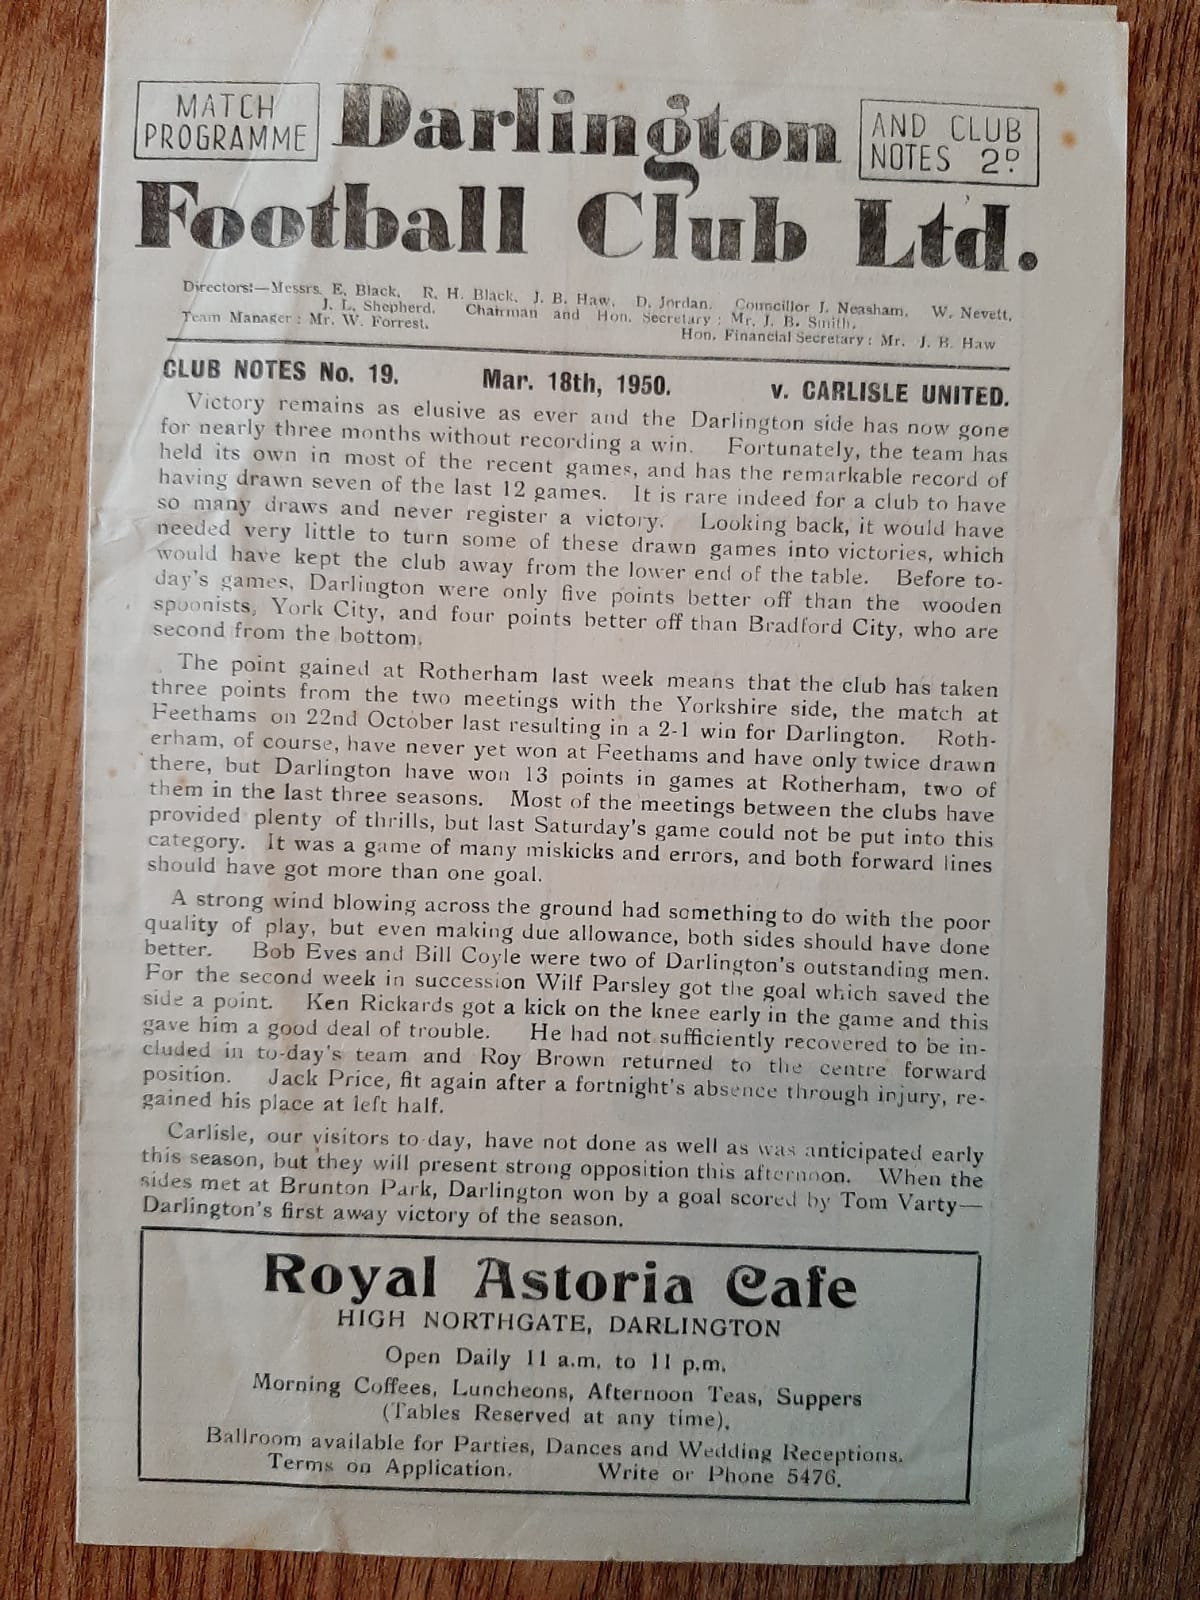 MATCH PROGRAMME
Darlington
AND CLUB NOTES 2D.
Football Club Ltd.
Directors:—Messrs. E. Black, R. H. Black, J. B. Haw, D. Jordan, Councillor J. Neasham, W. Nevett,
J. L. Shepherd. Chairman and Hon. Secretary: Mr. J. B. Smith.
Team Manager: Mr. W. Forrest. Hon. Financial Secretary: Mr. J. B. Haw
CLUB NOTES No. 19. Mar. 18th, 1950. v. CARLISLE UNITED.
Victory remains as elusive as ever and the Darlington side has now gone
for nearly three months without recording a win. Fortunately, the team has
held its own in most of the recent games, and has the remarkable record of
having drawn seven of the last 12 games. It is rare indeed for a club to have
so many draws and never register a victory. Looking back, it would have
needed very little to turn some of these drawn games into victories, which
would have kept the club away from the lower end of the table. Before to-
day's games, Darlington were only five points better off than the wooden
spoonists, York City, and four points better off than Bradford City, who are
second from the bottom.
The point gained at Rotherham last week means that the club has taken
three points from the two meetings with the Yorkshire side, the match at
Feethams on 22nd October last resulting in a 2-1 win for Darlington. Roth-
erham, of course, have never yet won at Feethams and have only twice drawn
there, but Darlington have won 13 points in games at Rotherham, two of
them in the last three seasons. Most of the meetings between the clubs have
provided plenty of thrills, but last Saturday's game could not be put into this
category. It was a game of many miskicks and errors, and both forward lines
should have got more than one goal.
A strong wind blowing across the ground had something to do with the poor
quality of play, but even making due allowance, both sides should have done
better. Bob Eves and Bill Coyle were two of Darlington's outstanding men.
For the second week in succession Wilf Parsley got the goal which saved the
side a point. Ken Rickards got a kick on the knee early in the game and this
gave him a good deal of trouble. He had not sufficiently recovered to be in-
cluded in to-day's team and Roy Brown returned to the centre forward
position. Jack Price, fit again after a fortnight's absence through injury, re-
gained his place at left half.
Carlisle, our visitors to-day, have not done as well as was anticipated early
this season, but they will present strong opposition this afternoon. When the
sides met at Brunton Park, Darlington won by a goal scored by Tom Varty—
Darlington's first away victory of the season.
Royal Astoria Cafe
HIGH NORTHGATE, DARLINGTON
Open Daily 11 a.m. to 11 p.m.
Morning Coffees, Luncheons, Afternoon Teas, Suppers
(Tables Reserved at any time).
Ballroom available for Parties, Dances and Wedding Receptions.
Terms on Application. Write or Phone 5476.